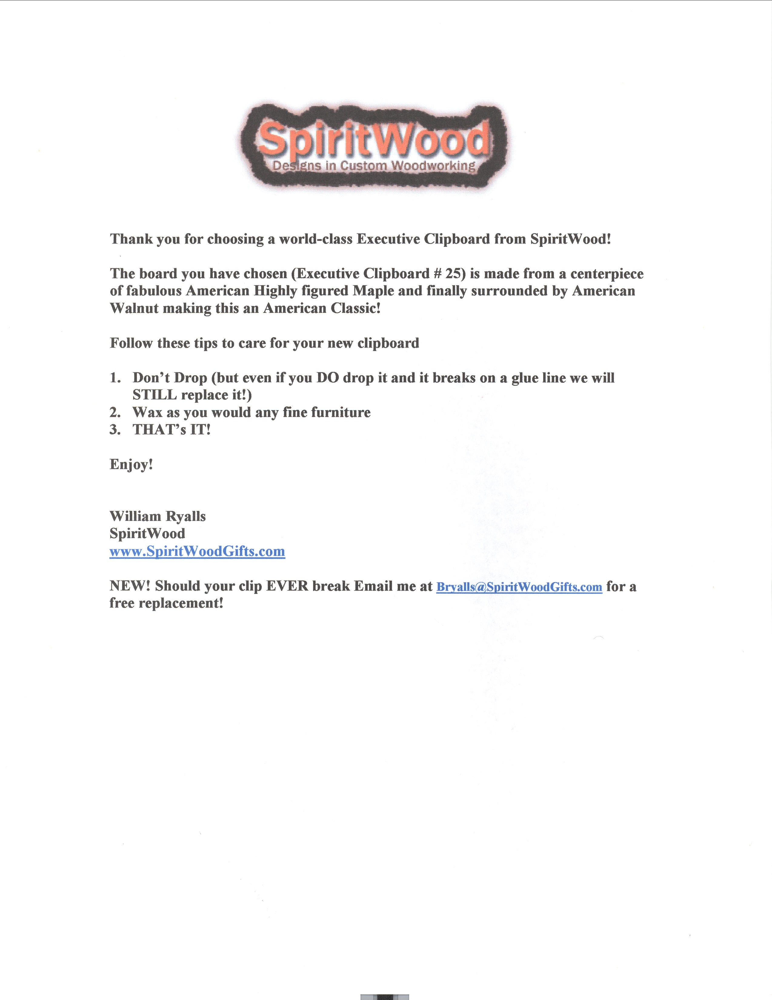 SpiritWood
Designs in Custom Woodworking
Thank you for choosing a world-class Executive Clipboard from SpiritWood!
The board you have chosen (Executive Clipboard # 25) is made from a centerpiece
of fabulous American Highly figured Maple and finally surrounded by American
Walnut making this an American Classic!
Follow these tips to care for your new clipboard
1. Don’t Drop (but even if you DO drop it and it breaks on a glue line we will
STILL replace it!)
2. Wax as you would any fine furniture
3. THAT’s IT!
Enjoy!
William Ryalls
SpiritWood
www.SpiritWoodGifts.com
NEW! Should your clip EVER break Email me at Bryalls@SpiritWoodGifts.com for a
free replacement!